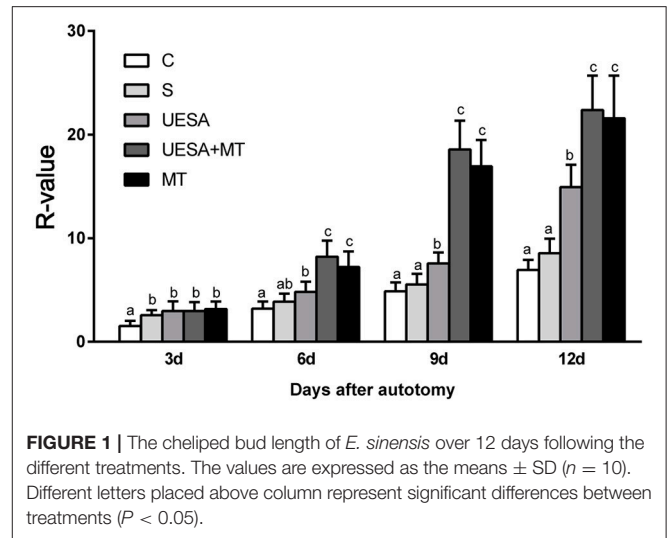 30
20
10
0
R-value
C
S
UESA
UESA+MT
MT
a b b b b
a ab b c c
a a b c c
a a b c c
3d 6d 9d 12d
Days after autotomy
FIGURE 1 | The cheliped bud length of E. sinensis over 12 days following the
different treatments. The values are expressed as the means ± SD (n = 10).
Different letters placed above column represent significant differences between
treatments (P < 0.05).